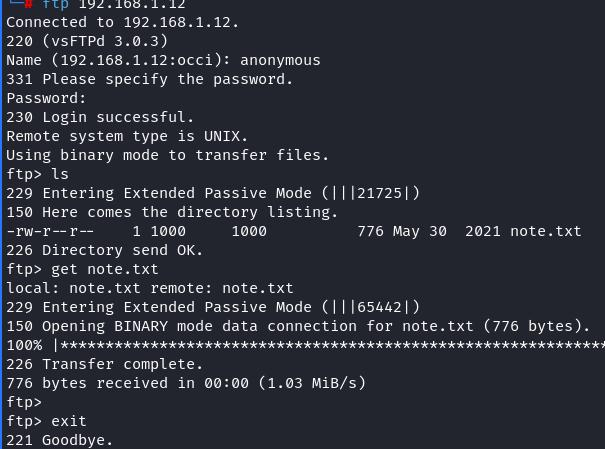 └─# ftp 192.168.1.12
Connected to 192.168.1.12.
220 (vsFTPd 3.0.3)
Name (192.168.1.12:occi): anonymous
331 Please specify the password.
Password:
230 Login successful.
Remote system type is UNIX.
Using binary mode to transfer files.
ftp> ls
229 Entering Extended Passive Mode (|||21725|)
150 Here comes the directory listing.
-rw-r--r--    1 1000     1000          776 May 30  2021 note.txt
226 Directory send OK.
ftp> get note.txt
local: note.txt remote: note.txt
229 Entering Extended Passive Mode (|||65442|)
150 Opening BINARY mode data connection for note.txt (776 bytes).
100% |*************************************************************
226 Transfer complete.
776 bytes received in 00:00 (1.03 MiB/s)
ftp>
ftp> exit
221 Goodbye.